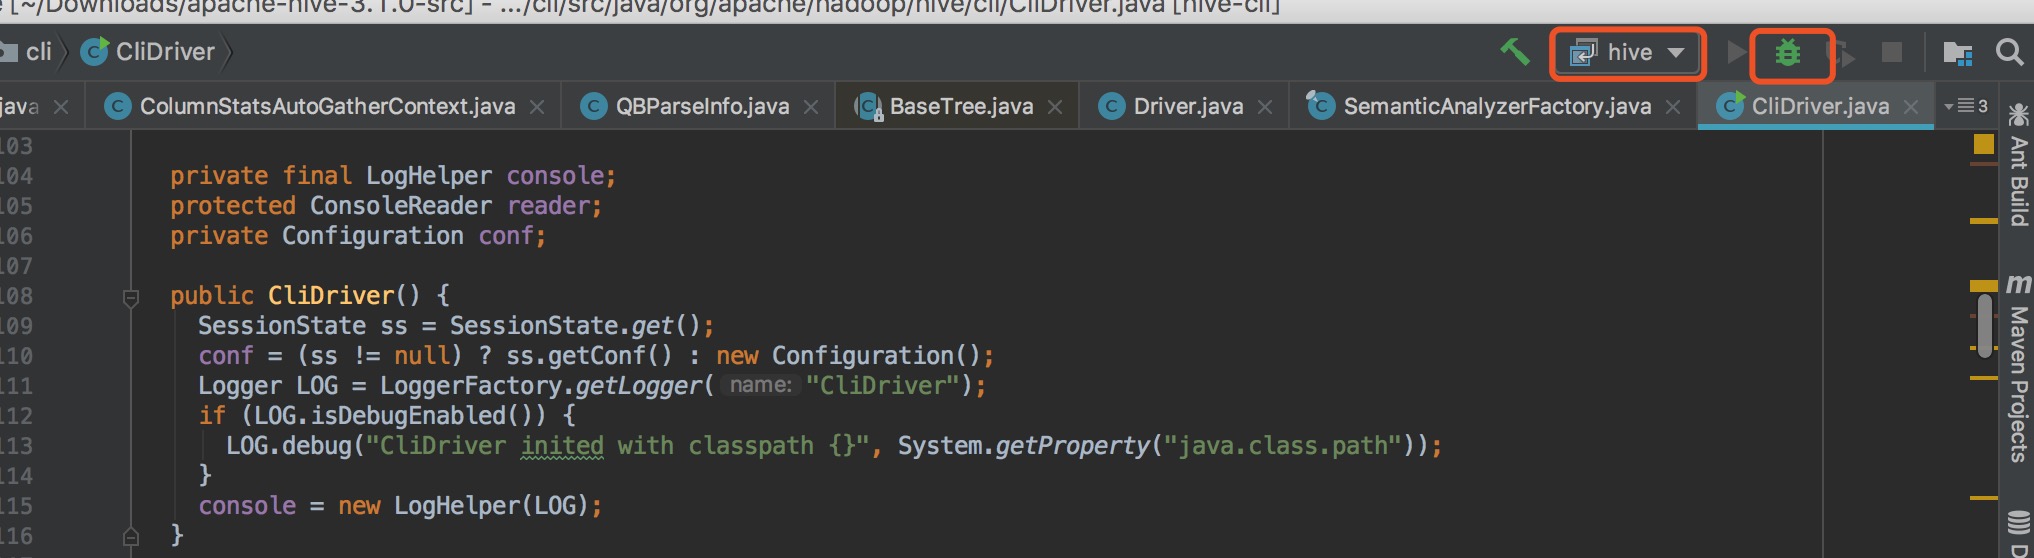 [~/Downloads/apache-hive-3.1.0-src] - .../cli/src/java/org/apache/hadoop/hive/cli/CliDriver.java [hive-cli]
cli CliDriver
hive
java ColumnStatsAutoGatherContext.java QBParseInfo.java BaseTree.java Driver.java SemanticAnalyzerFactory.java CliDriver.java 3
103
104 private final LogHelper console;
105 protected ConsoleReader reader;
106 private Configuration conf;
107
108 public CliDriver() {
109 SessionState ss = SessionState.get();
110 conf = (ss != null) ? ss.getConf() : new Configuration();
111 Logger LOG = LoggerFactory.getLogger( name: "CliDriver");
112 if (LOG.isDebugEnabled()) {
113 LOG.debug("CliDriver inited with classpath {}", System.getProperty("java.class.path"));
114 }
115 console = new LogHelper(LOG);
116 }
Ant Build
Maven Projects